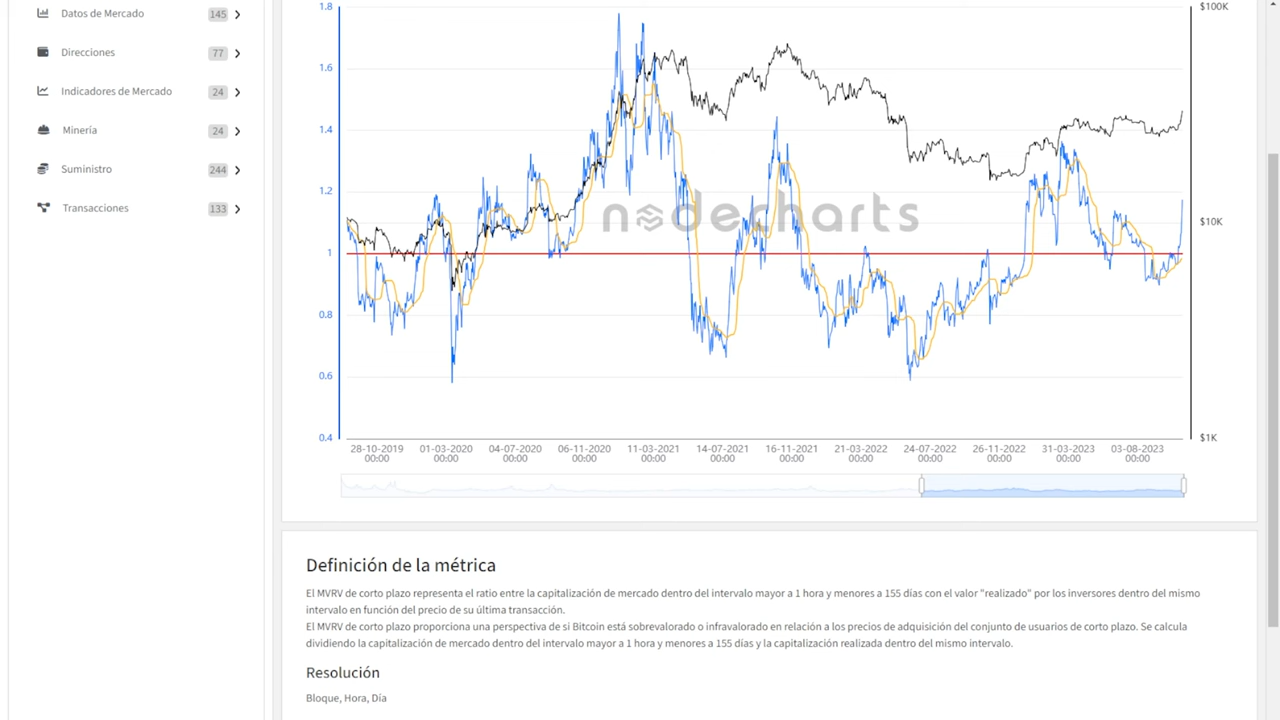 Datos de Mercado 145
Direcciones 77
Indicadores de Mercado 24
Minería 24
Suministro 244
Transacciones 133
1.8
1.6
1.4
1.2
1
0.8
0.6
0.4
$100K
$10K
$1K
nodecharts
28-10-2019 01-03-2020 04-07-2020 06-11-2020 11-03-2021 14-07-2021 16-11-2021 21-03-2022 24-07-2022 26-11-2022 31-03-2023 03-08-2023
00:00 00:00 00:00 00:00 00:00 00:00 00:00 00:00 00:00 00:00 00:00 00:00
Definición de la métrica
El MVRV de corto plazo representa el ratio entre la capitalización de mercado dentro del intervalo mayor a 1 hora y menores a 155 días con el valor "realizado" por los inversores dentro del mismo
intervalo en función del precio de su última transacción.
El MVRV de corto plazo proporciona una perspectiva de si Bitcoin está sobrevalorado o infravalorado en relación a los precios de adquisición del conjunto de usuarios de corto plazo. Se calcula
dividiendo la capitalización de mercado dentro del intervalo mayor a 1 hora y menores a 155 días y la capitalización realizada dentro del mismo intervalo.
Resolución
Bloque, Hora, Día